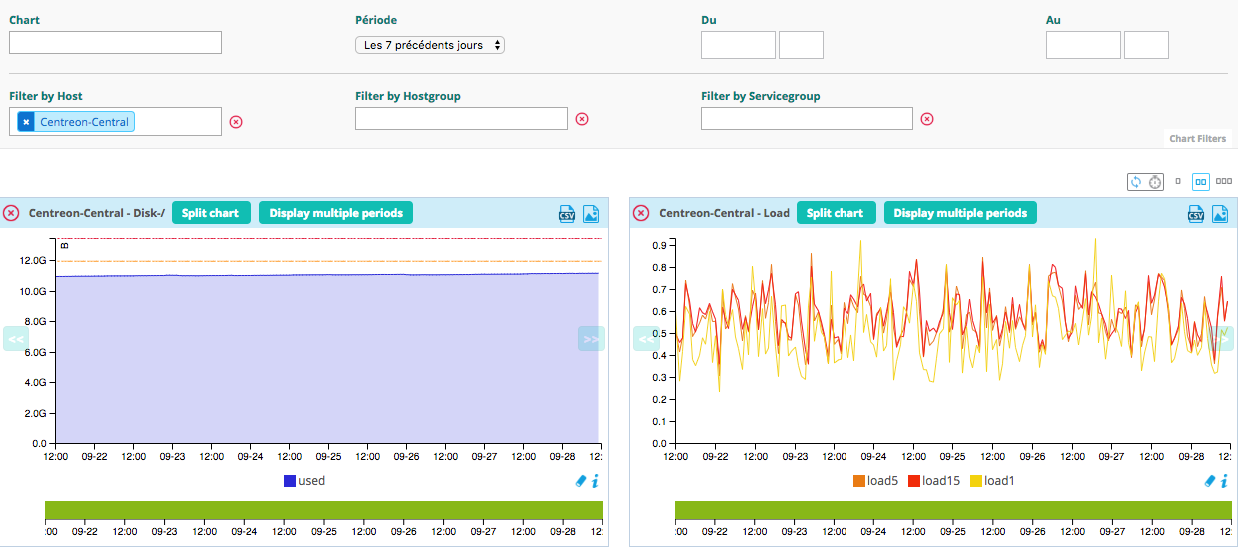 Chart Période Du Au
Les 7 précédents jours
Filter by Host Filter by Hostgroup Filter by Servicegroup
× Centreon-Central
Chart Filters
Centreon-Central - Disk-/ Split chart Display multiple periods CSV
B
12.0G
10.0G
8.0G
<< >>
6.0G
4.0G
2.0G
0.0
12:00 09-22 12:00 09-23 12:00 09-24 12:00 09-25 12:00 09-26 12:00 09-27 12:00 09-28 12:
used
:00 09-22 12:00 09-23 12:00 09-24 12:00 09-25 12:00 09-26 12:00 09-27 12:00 09-28 12:
Centreon-Central - Load Split chart Display multiple periods CSV
0.9
0.8
0.7
0.6
0.5
<< >
0.4
0.3
0.2
0.1
0.0
12:00 09-22 12:00 09-23 12:00 09-24 12:00 09-25 12:00 09-26 12:00 09-27 12:00 09-28 12:
load5 load15 load1
:00 09-22 12:00 09-23 12:00 09-24 12:00 09-25 12:00 09-26 12:00 09-27 12:00 09-28 12: